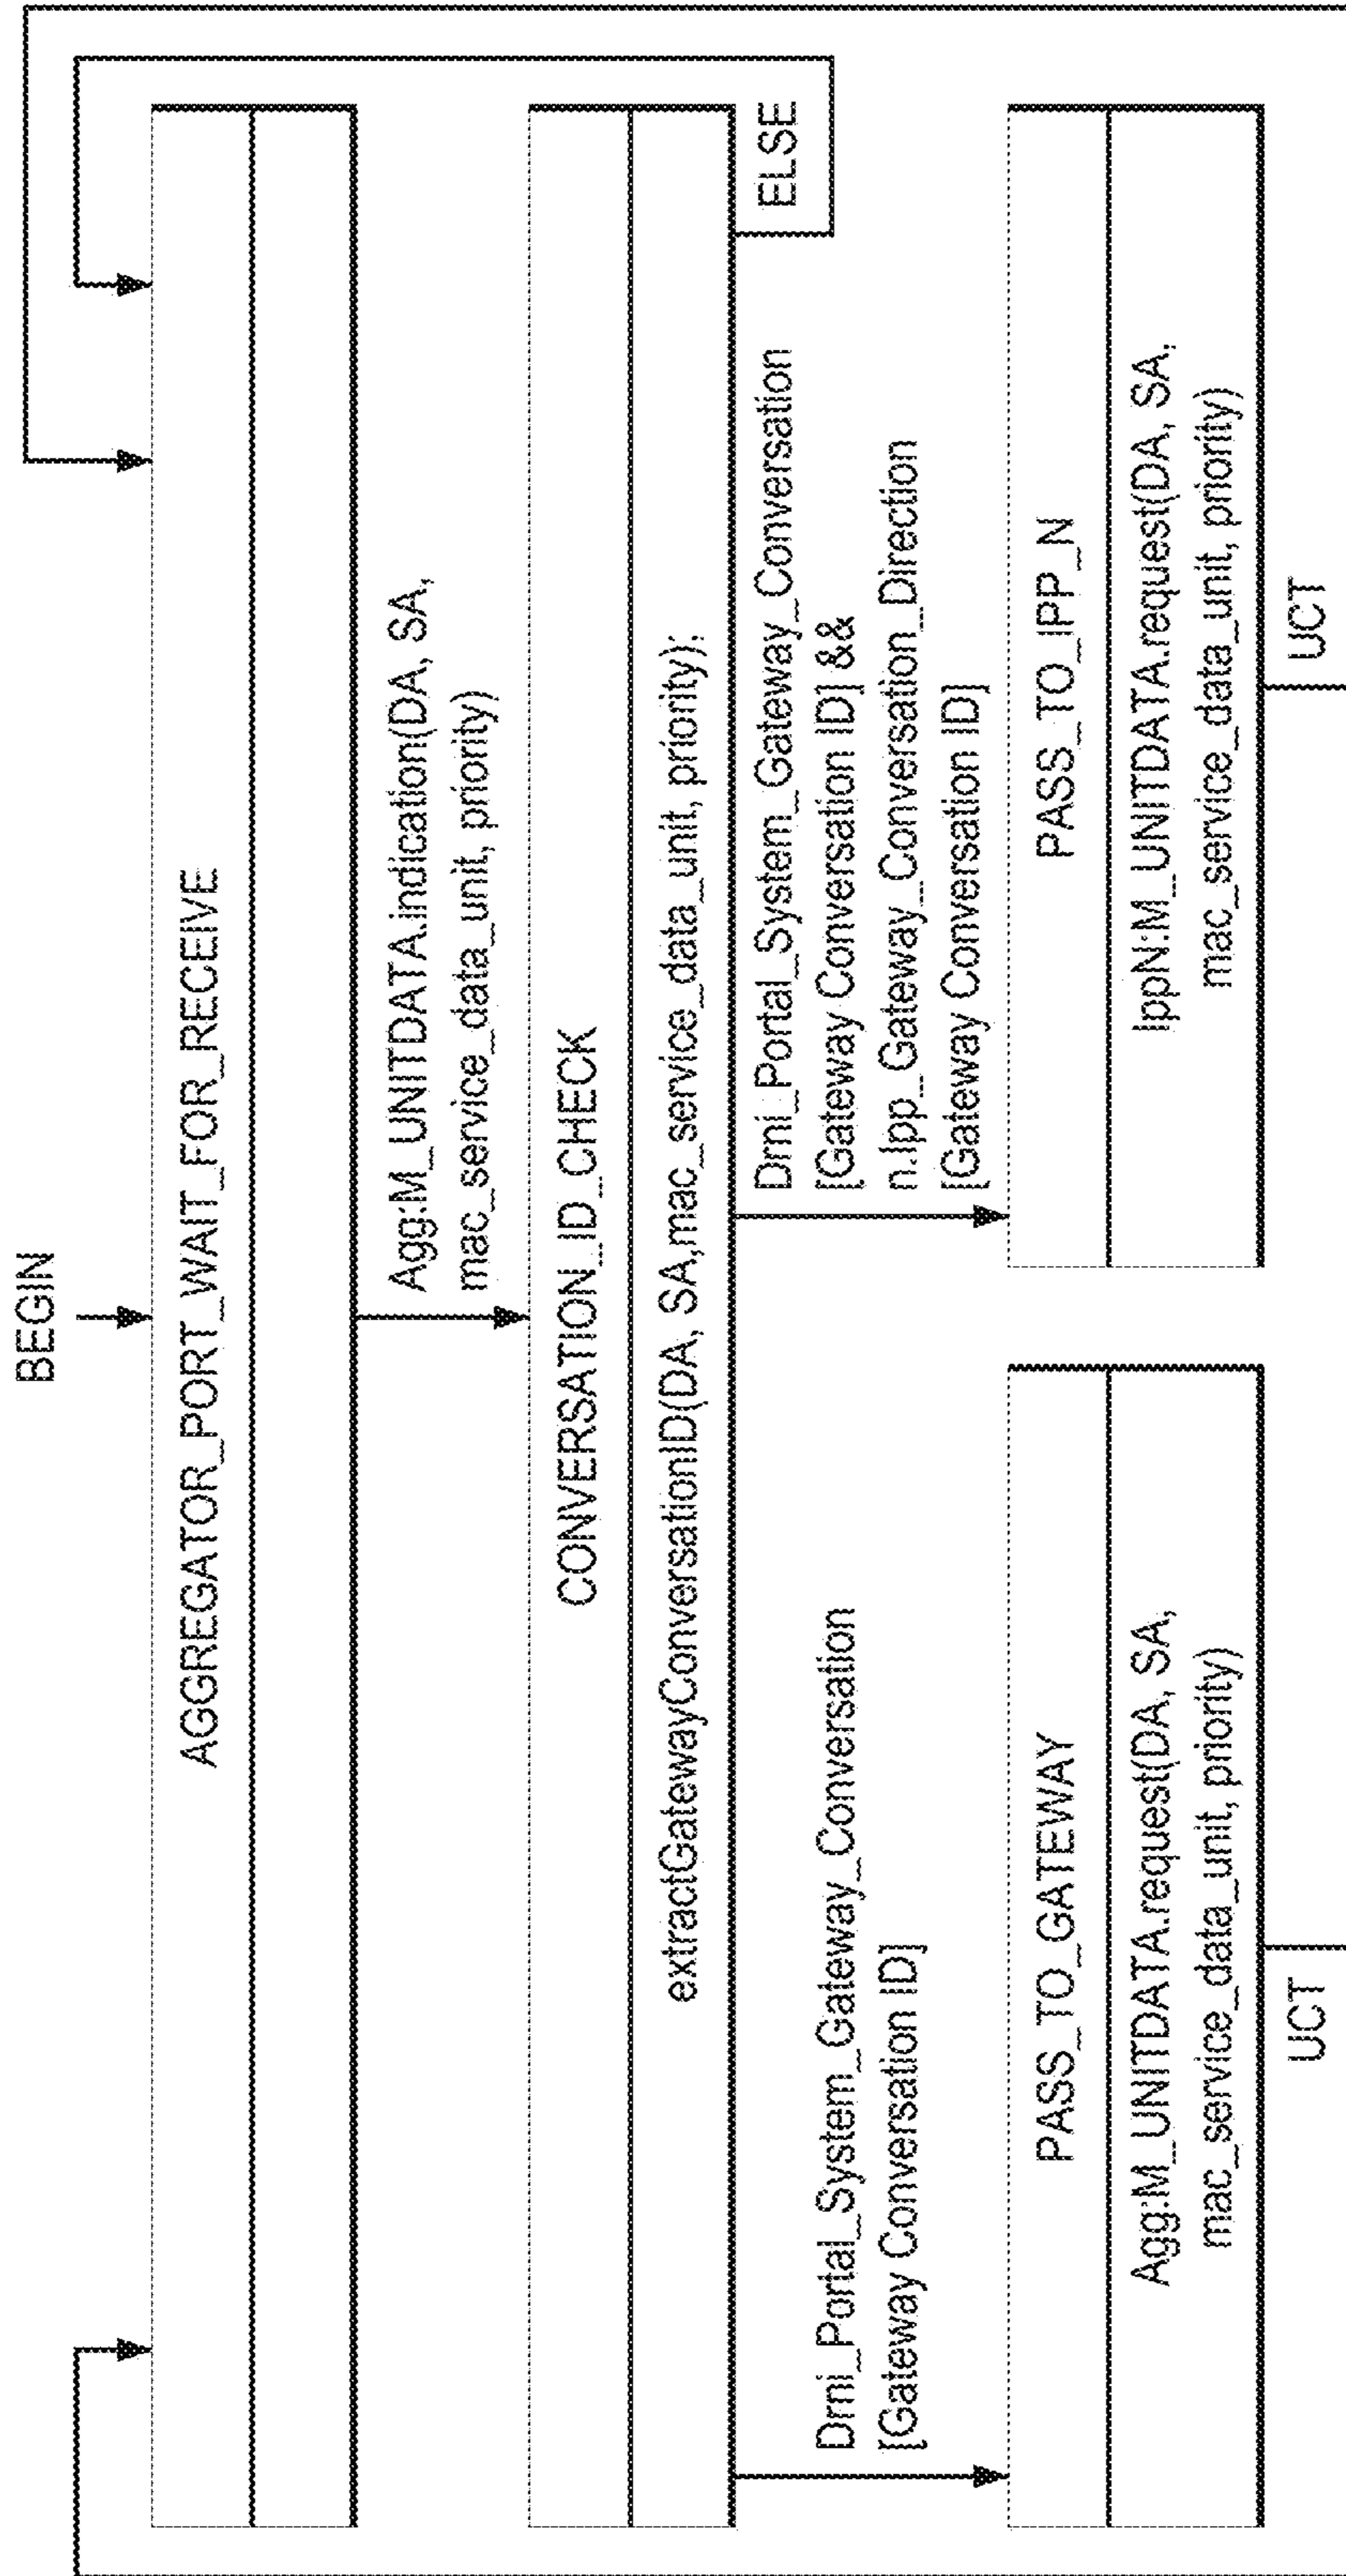 BEGIN
AGGREGATOR_PORT_WAIT_FOR_RECEIVE
Agg:M_UNITDATA.indication(DA, SA,
mac_service_data_unit, priority)
CONVERSATION_ID_CHECK
extractGatewayConversationID(DA, SA,mac_service_data_unit, priority);
ELSE
Drni_Portal_System_Gateway_Conversation
[Gateway Conversation ID]
Drni_Portal_System_Gateway_Conversation
[Gateway Conversation ID] &&
n.Ipp_Gateway_Conversation_Direction
[Gateway Conversation ID]
PASS_TO_GATEWAY
Agg:M_UNITDATA.request(DA, SA,
mac_service_data_unit, priority)
UCT
PASS_TO_IPP_N
IppN:M_UNITDATA.request(DA, SA,
mac_service_data_unit, priority)
UCT